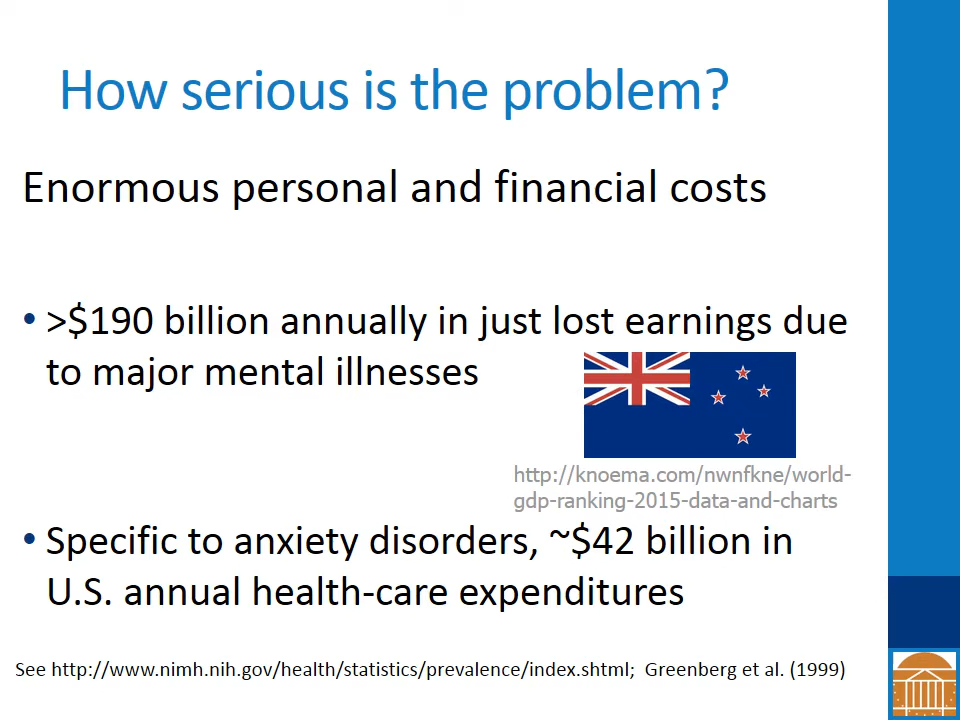 How serious is the problem?
Enormous personal and financial costs
• >$190 billion annually in just lost earnings due
to major mental illnesses
http://knoema.com/nwnfkne/world-
gdp-ranking-2015-data-and-charts
• Specific to anxiety disorders, ~$42 billion in
U.S. annual health-care expenditures
See http://www.nimh.nih.gov/health/statistics/prevalence/index.shtml; Greenberg et al. (1999)